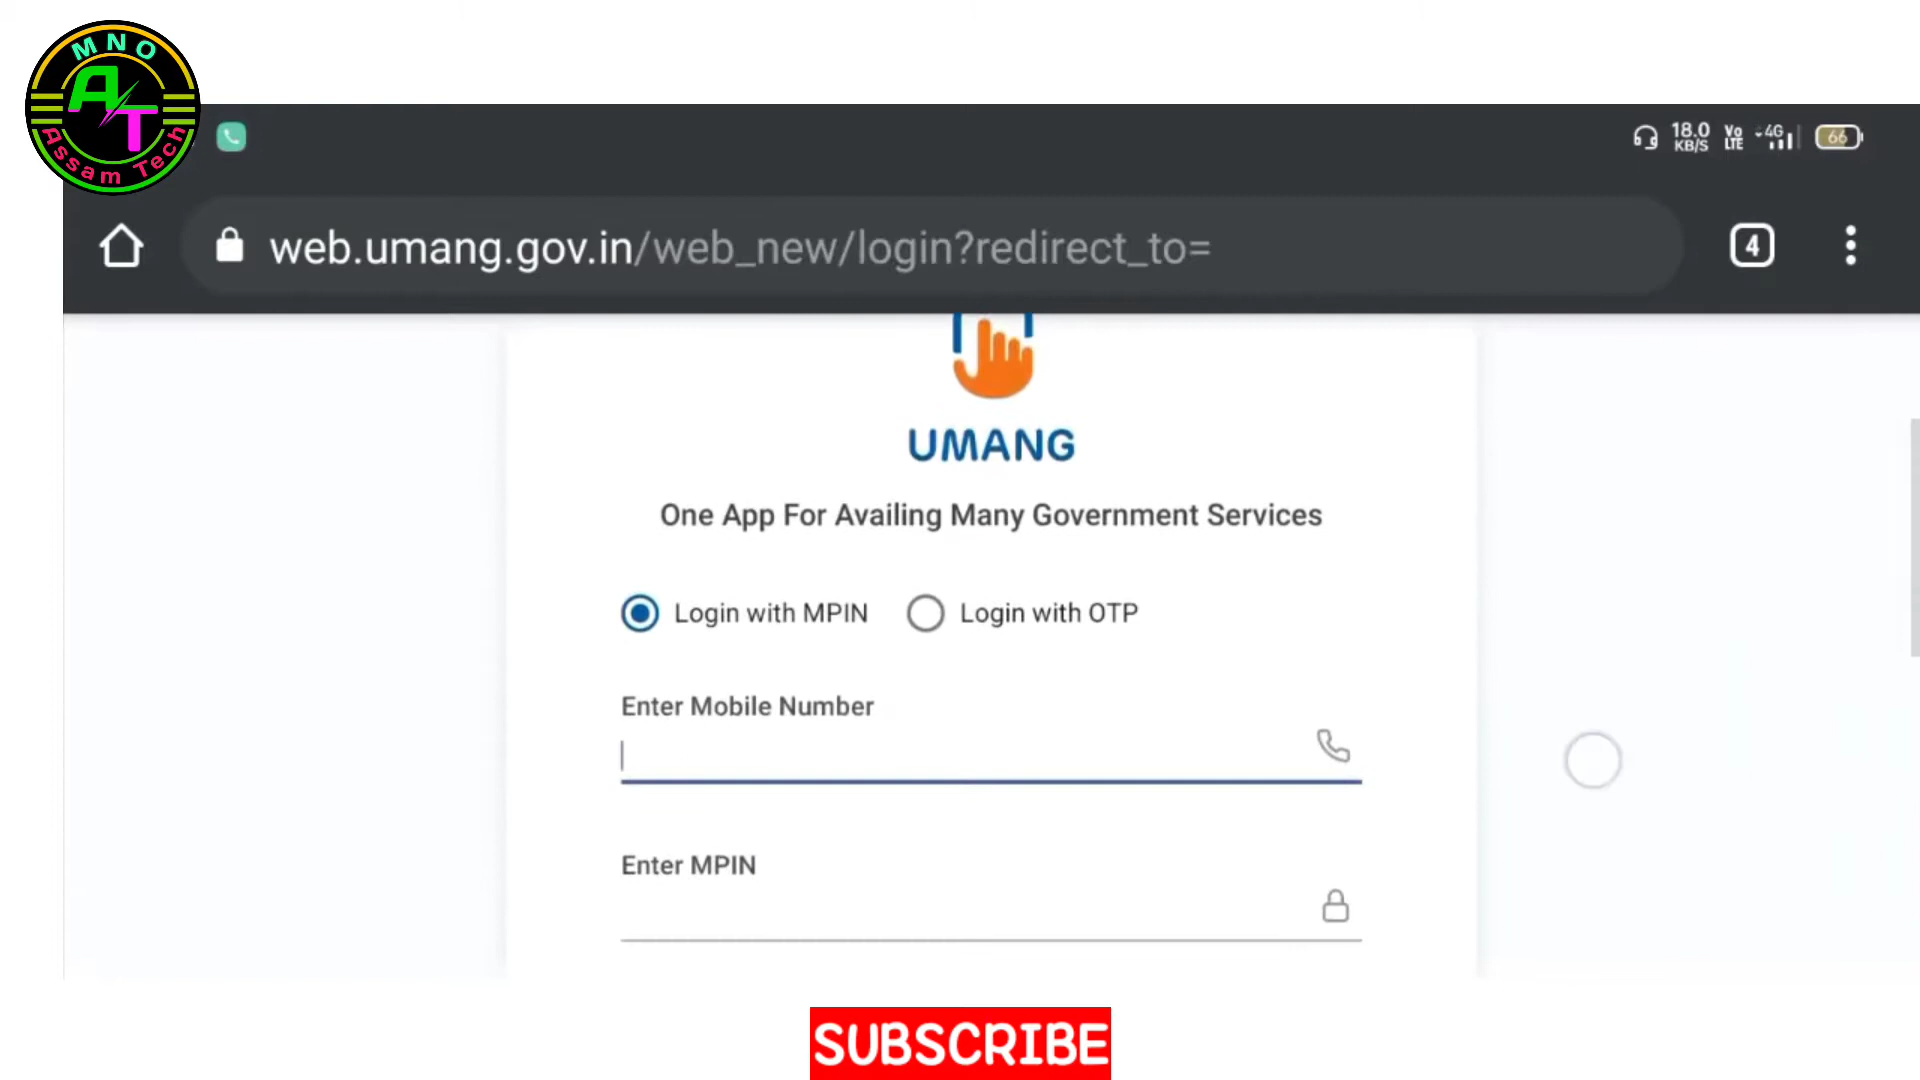 MNO
AT
Assam Tech
18.0
KB/S
Vo
LTE
4G
66
web.umang.gov.in/web_new/login?redirect_to=
4
UMANG
One App For Availing Many Government Services
Login with MPIN
Login with OTP
Enter Mobile Number
Enter MPIN
SUBSCRIBE